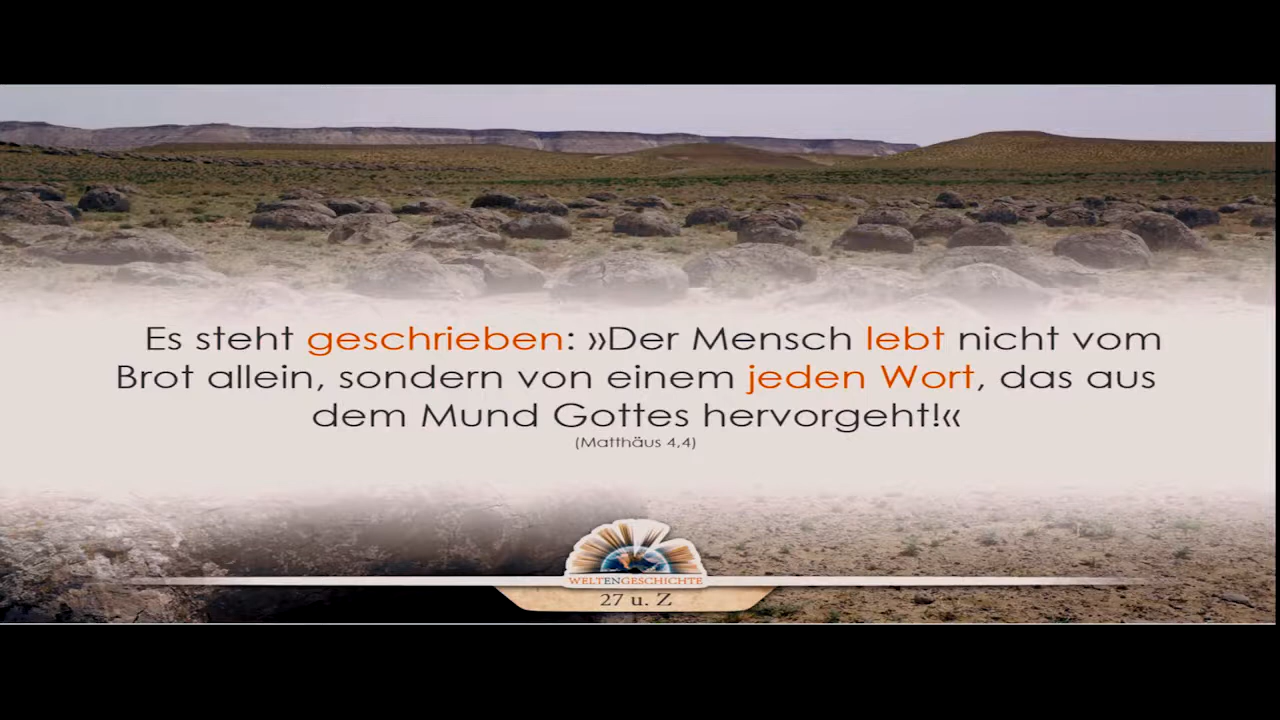 Es steht geschrieben: »Der Mensch lebt nicht vom
Brot allein, sondern von einem jeden Wort, das aus
dem Mund Gottes hervorgeht!«
(Matthäus 4,4)
WELTENGESCHICHTE
27 u. Z